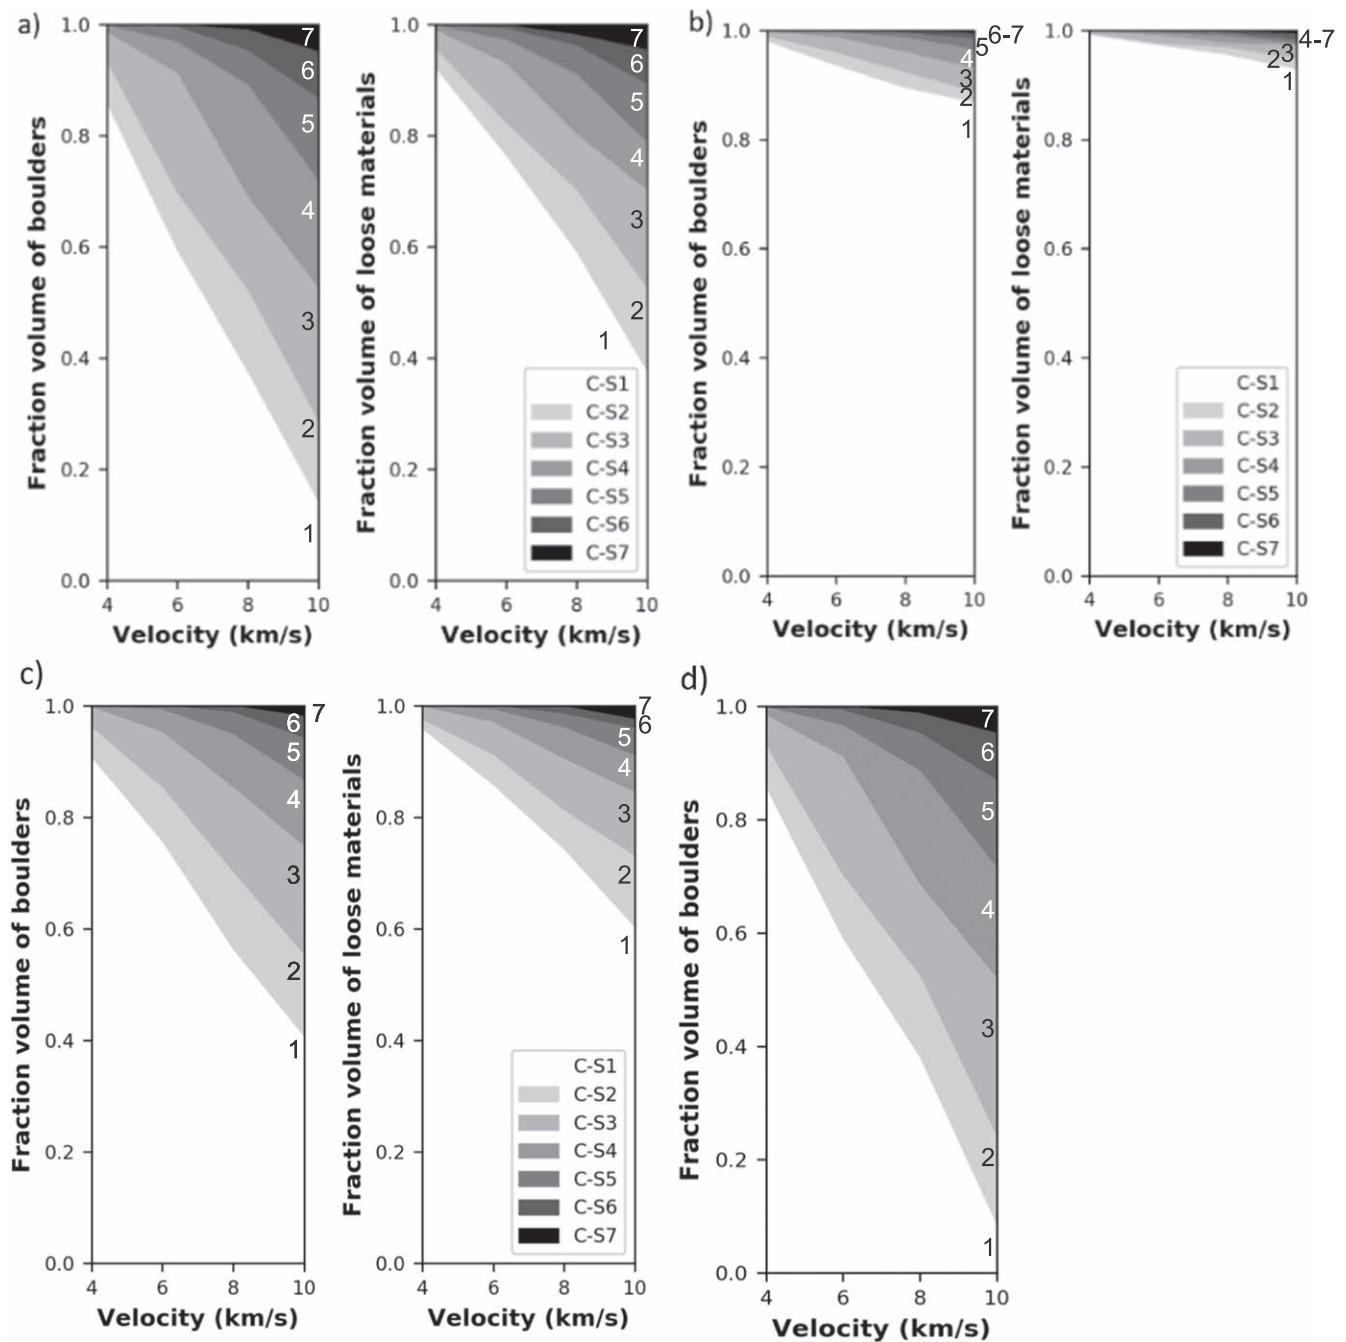 a)
Fraction volume of boulders
1.0
0.8
0.6
0.4
0.2
0.0
7
6
5
4
3
2
1
4 6 8 10
Velocity (km/s)
Fraction volume of loose materials
1.0
0.8
0.6
0.4
0.2
0.0
7
6
5
4
3
2
1
C-S1
C-S2
C-S3
C-S4
C-S5
C-S6
C-S7
4 6 8 10
Velocity (km/s)
b)
Fraction volume of boulders
1.0
0.8
0.6
0.4
0.2
0.0
6-7
5
4
3
2
1
4 6 8 10
Velocity (km/s)
Fraction volume of loose materials
1.0
0.8
0.6
0.4
0.2
0.0
4-7
3
2
1
C-S1
C-S2
C-S3
C-S4
C-S5
C-S6
C-S7
4 6 8 10
Velocity (km/s)
c)
Fraction volume of boulders
1.0
0.8
0.6
0.4
0.2
0.0
7
6
5
4
3
2
1
4 6 8 10
Velocity (km/s)
Fraction volume of loose materials
1.0
0.8
0.6
0.4
0.2
0.0
7
6
5
4
3
2
1
C-S1
C-S2
C-S3
C-S4
C-S5
C-S6
C-S7
4 6 8 10
Velocity (km/s)
d)
Fraction volume of boulders
1.0
0.8
0.6
0.4
0.2
0.0
7
6
5
4
3
2
1
4 6 8 10
Velocity (km/s)